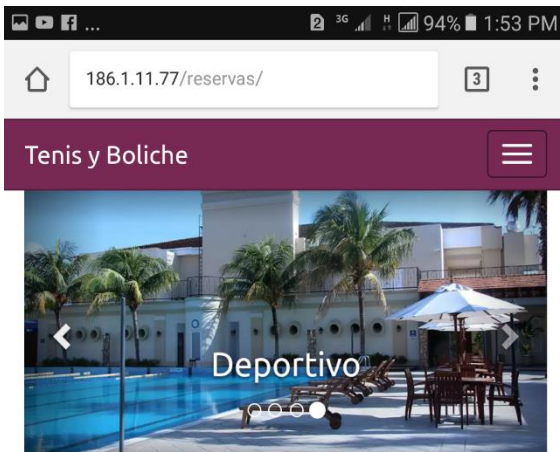 ... 2 3G H 94% 1:53 PM
186.1.11.77/reservas/ 3
Tenis y Boliche
Deportivo